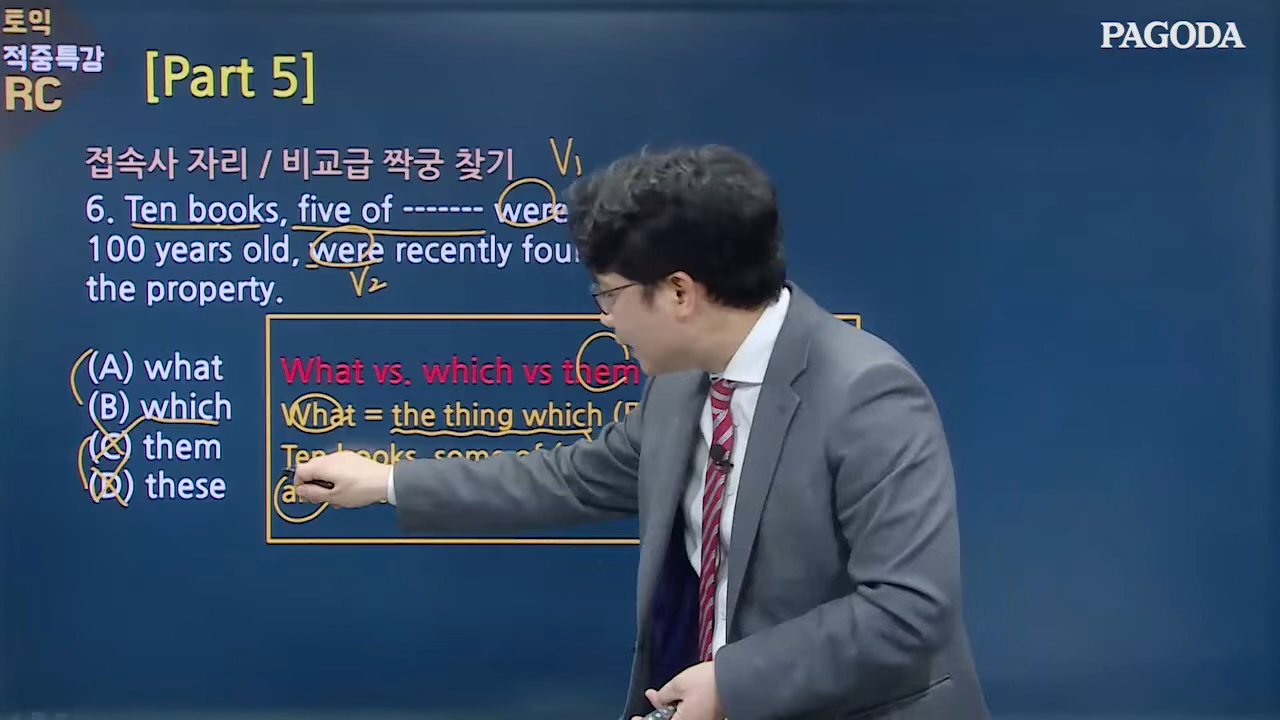 토익
적중특강
RC
PAGODA
[Part 5]
접속사 자리 / 비교급 짝궁 찾기 V1
6. Ten books, five of ------- were
100 years old, were recently
V2
the property.
(A) what
(B) which
(C) them
(D) these
What vs. which vs them
What = the thing which
Ten books, some of